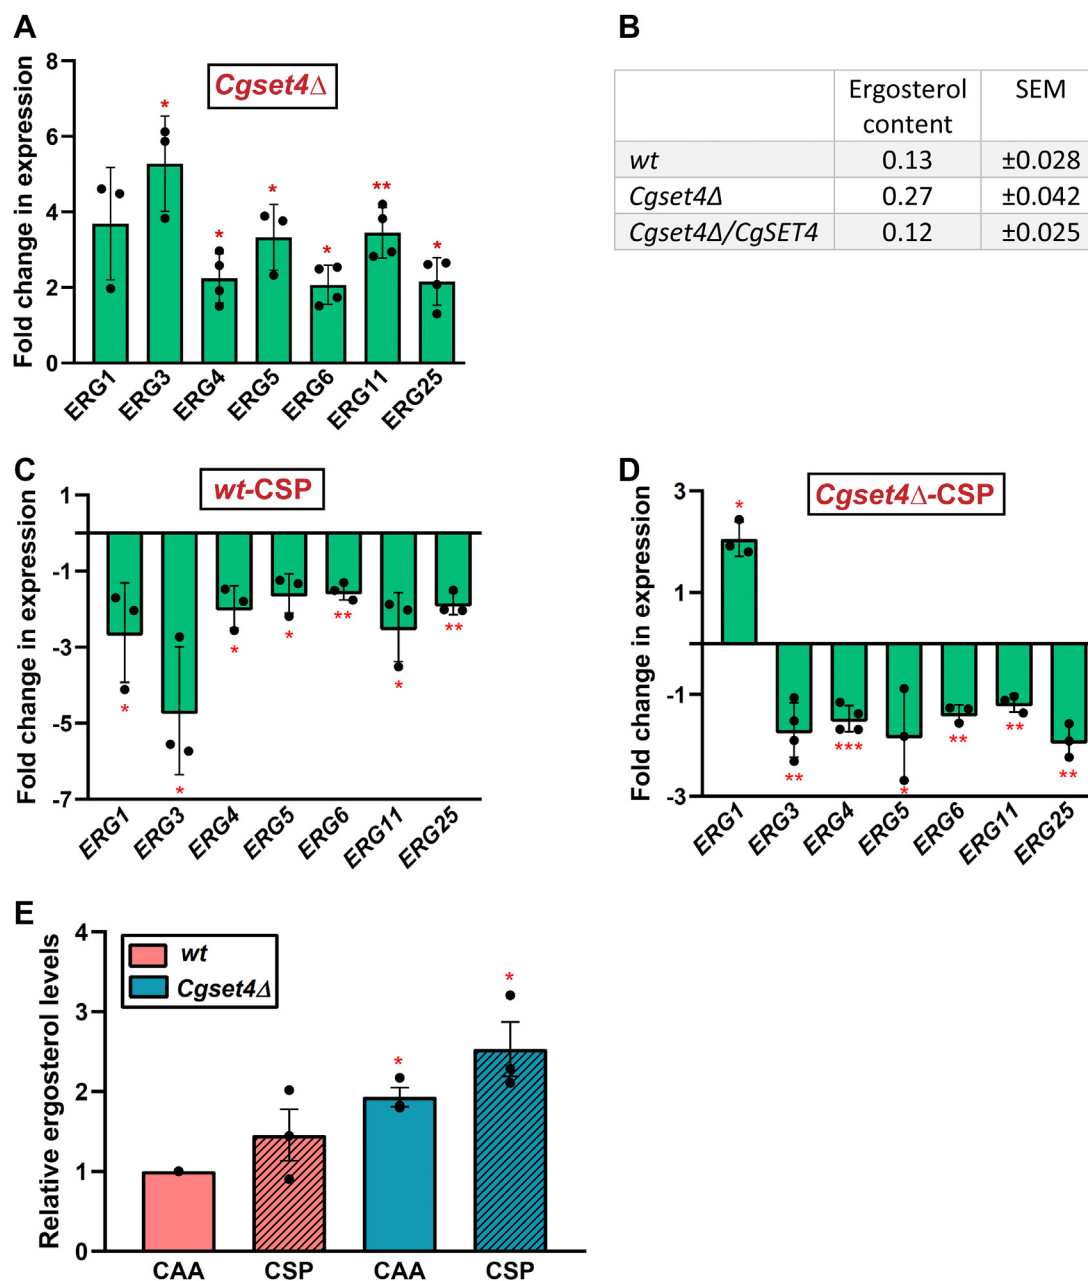 A
Cgset4Δ
Fold change in expression
8
6
4
2
0
*
*
*
*
**
*
ERG1
ERG3
ERG4
ERG5
ERG6
ERG11
ERG25
B
Ergosterol content SEM
wt 0.13 ±0.028
Cgset4Δ 0.27 ±0.042
Cgset4Δ/CgSET4 0.12 ±0.025
C
wt-CSP
Fold change in expression
1
-1
-3
-5
-7
*
*
*
*
**
*
**
ERG1
ERG3
ERG4
ERG5
ERG6
ERG11
ERG25
D
Cgset4Δ-CSP
Fold change in expression
3
1
-1
-3
*
**
***
*
**
**
**
ERG1
ERG3
ERG4
ERG5
ERG6
ERG11
ERG25
E
wt
Cgset4Δ
Relative ergosterol levels
4
3
2
1
0
*
*
CAA
CSP
CAA
CSP